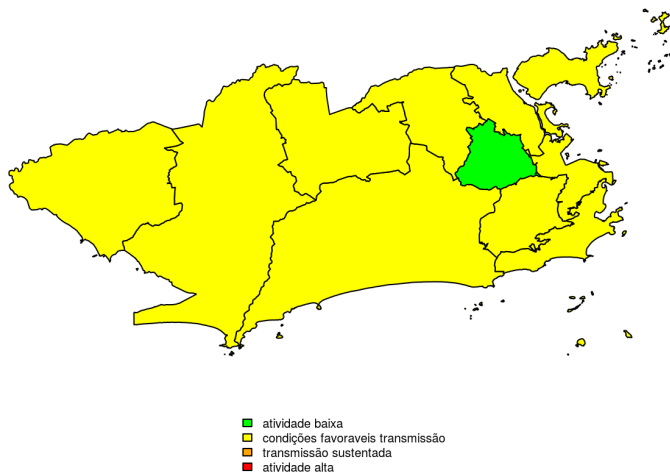 atividade baixa
condições favoraveis transmissão
transmissão sustentada
atividade alta